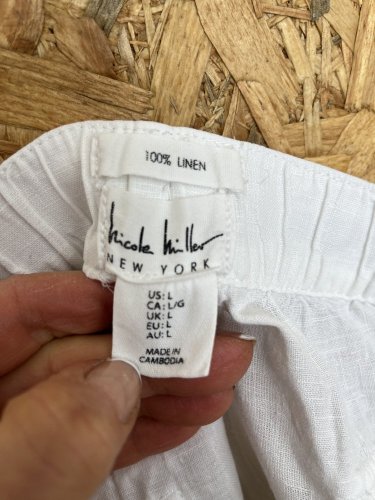 100% LINEN
Nicole Miller
NEW YORK
US: L
CA: L/G
UK: L
EU: L
AU: L
MADE IN
CAMBODIA